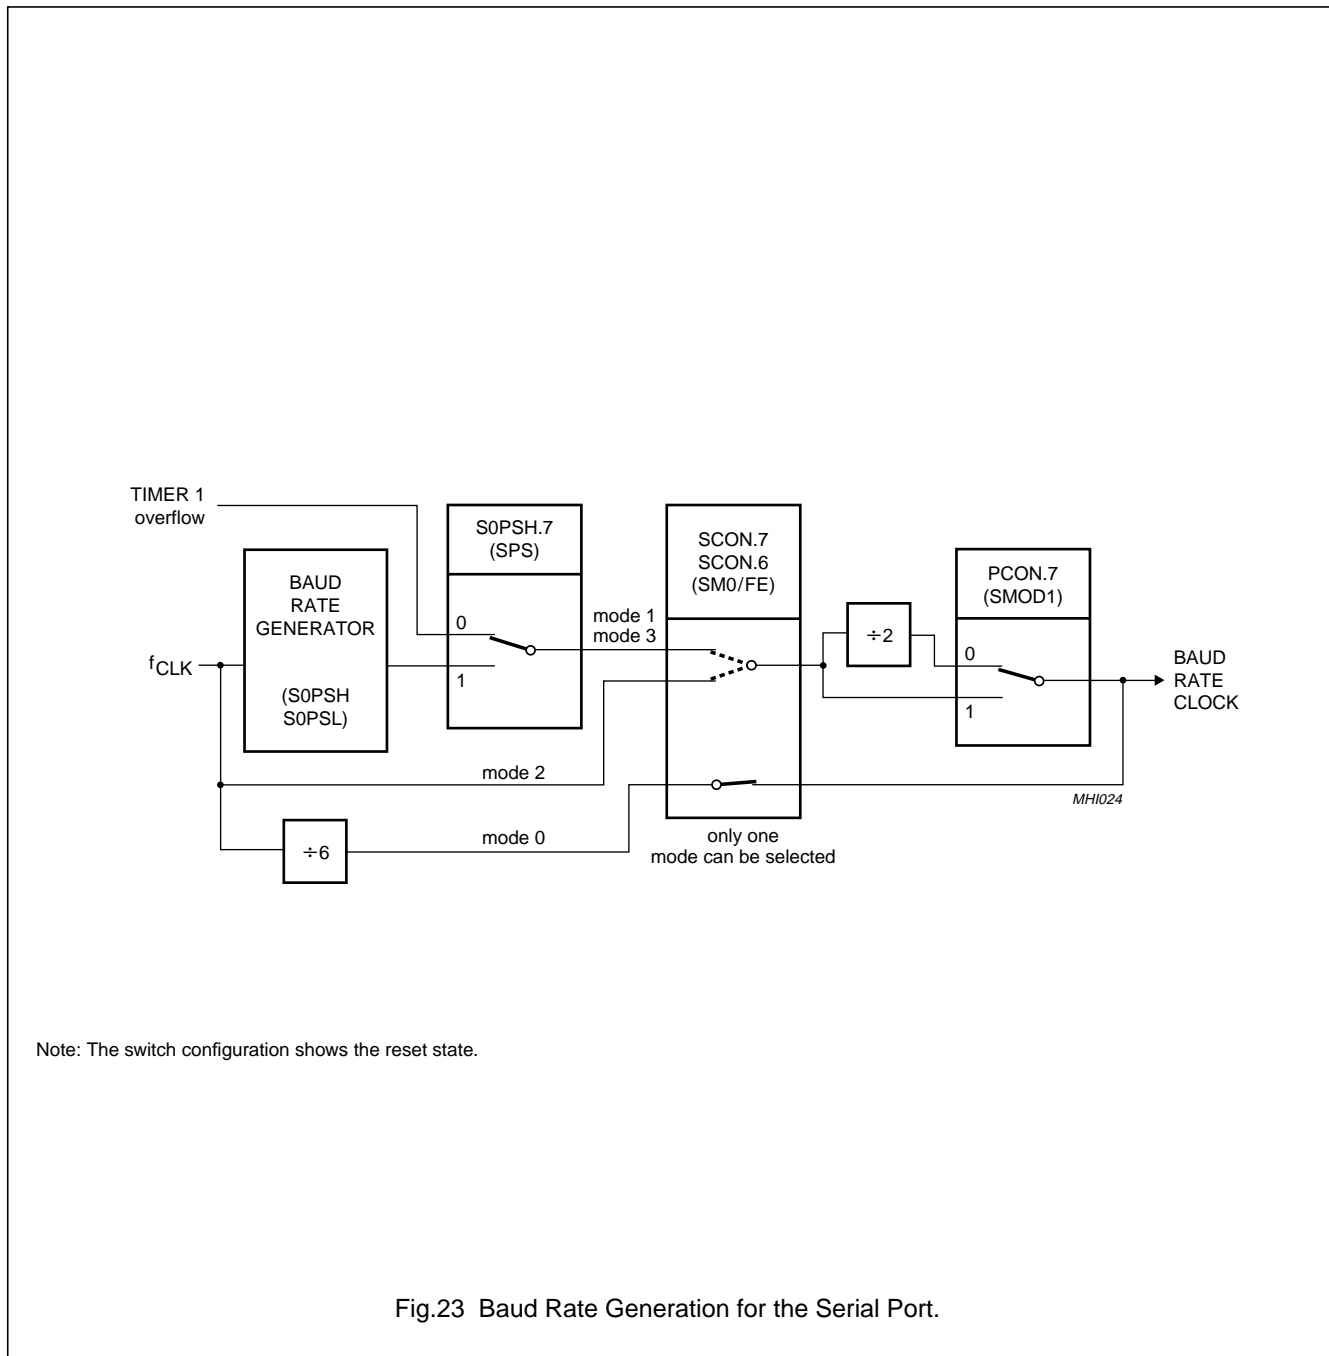 TIMER 1
overflow
S0PSH.7
(SPS)
SCON.7
SCON.6
(SM0/FE)
PCON.7
(SMOD1)
BAUD
RATE
GENERATOR
(S0PSH
S0PSL)
fCLK
0
1
mode 1
mode 3
÷2
0
1
BAUD
RATE
CLOCK
mode 2
MHI024
÷6
mode 0
only one
mode can be selected
Note: The switch configuration shows the reset state.
Fig.23 Baud Rate Generation for the Serial Port.